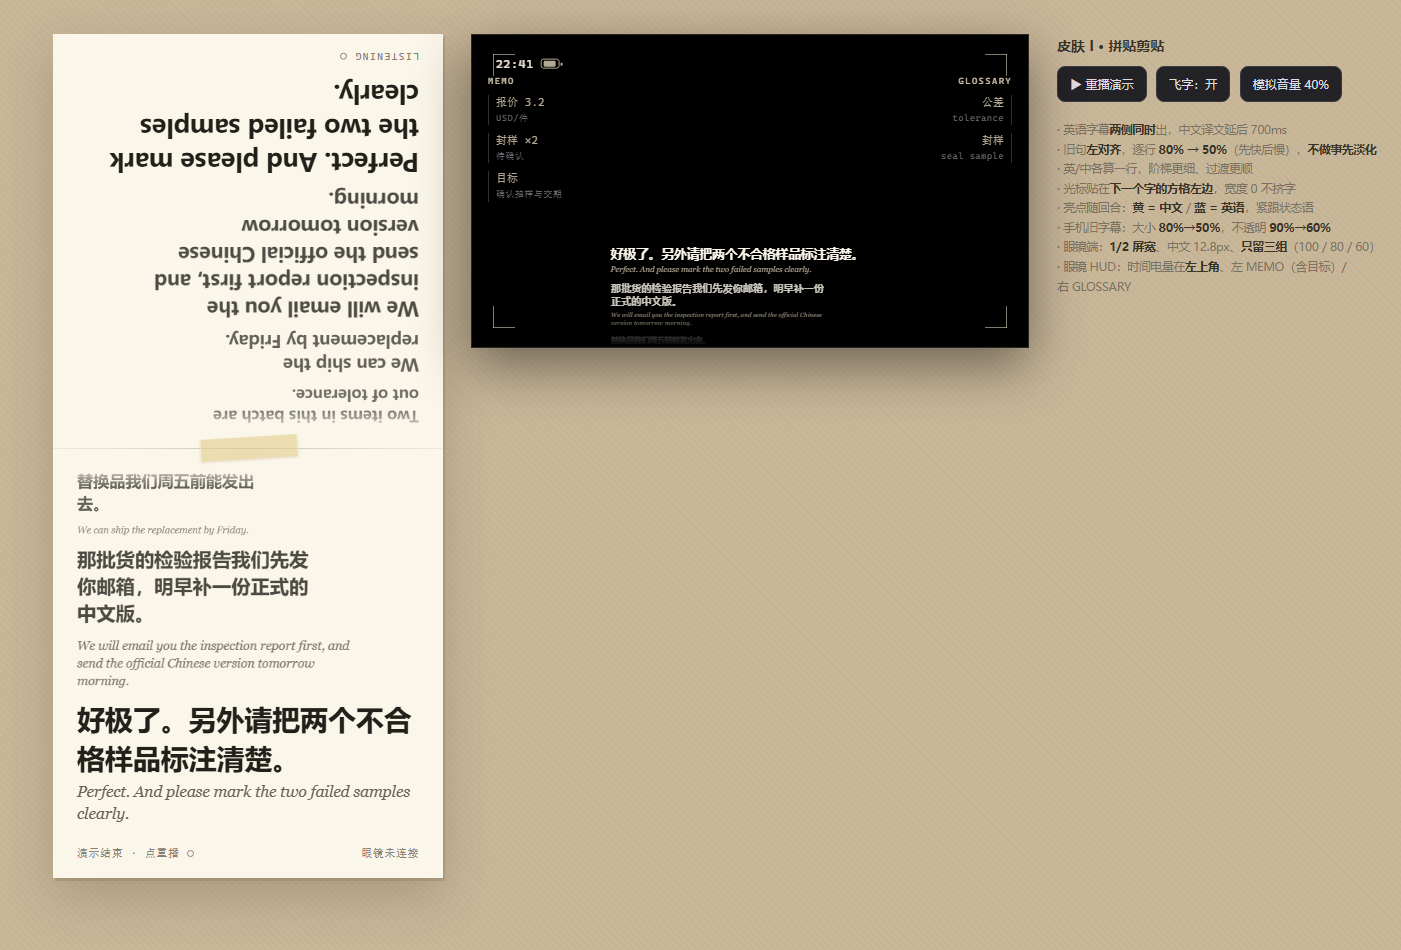 LISTENING
Perfect. And please mark
the two failed samples
clearly.
We will email you the
inspection report first, and
send the official Chinese
version tomorrow
morning.
We can ship the
replacement by Friday.
Two items in this batch are
out of tolerance.
替换品我们周五前能发出
去。
We can ship the replacement by Friday.
那批货的检验报告我们先发
你邮箱，明早补一份正式的
中文版。
We will email you the inspection report first, and
send the official Chinese version tomorrow
morning.
好极了。另外请把两个不合
格样品标注清楚。
Perfect. And please mark the two failed samples
clearly.
演示结束 · 点重播
眼镜未连接
22:41
MEMO
报价 3.2
USD/件
封样 ×2
待确认
目标
确认抽样与交期
GLOSSARY
公差
tolerance
封样
seal sample
好极了。另外请把两个不合格样品标注清楚。
Perfect. And please mark the two failed samples clearly.
那批货的检验报告我们先发你邮箱，明早补一份
正式的中文版。
We will email you the inspection report first, and send the official Chinese
version tomorrow morning.
皮肤 I • 拼贴剪贴
▶ 重播演示
飞字：开
模拟音量 40%
· 英语字幕两侧同时出，中文译文延后 700ms
· 旧句左对齐，逐行 80% → 50%（先快后慢），不做事先淡化
· 英/中各算一行，阶梯更细、过渡更顺
· 光标贴在下一个字的方格左边，宽度 0 不挤字
· 亮点随回合：黄 = 中文 / 蓝 = 英语，紧跟状态语
· 手机旧字幕：大小 80%→50%，不透明 90%→60%
· 眼镜端：1/2 屏宽、中文 12.8px、只留三组（100 / 80 / 60）
· 眼镜 HUD：时间电量在左上角、左 MEMO（含目标）/
右 GLOSSARY